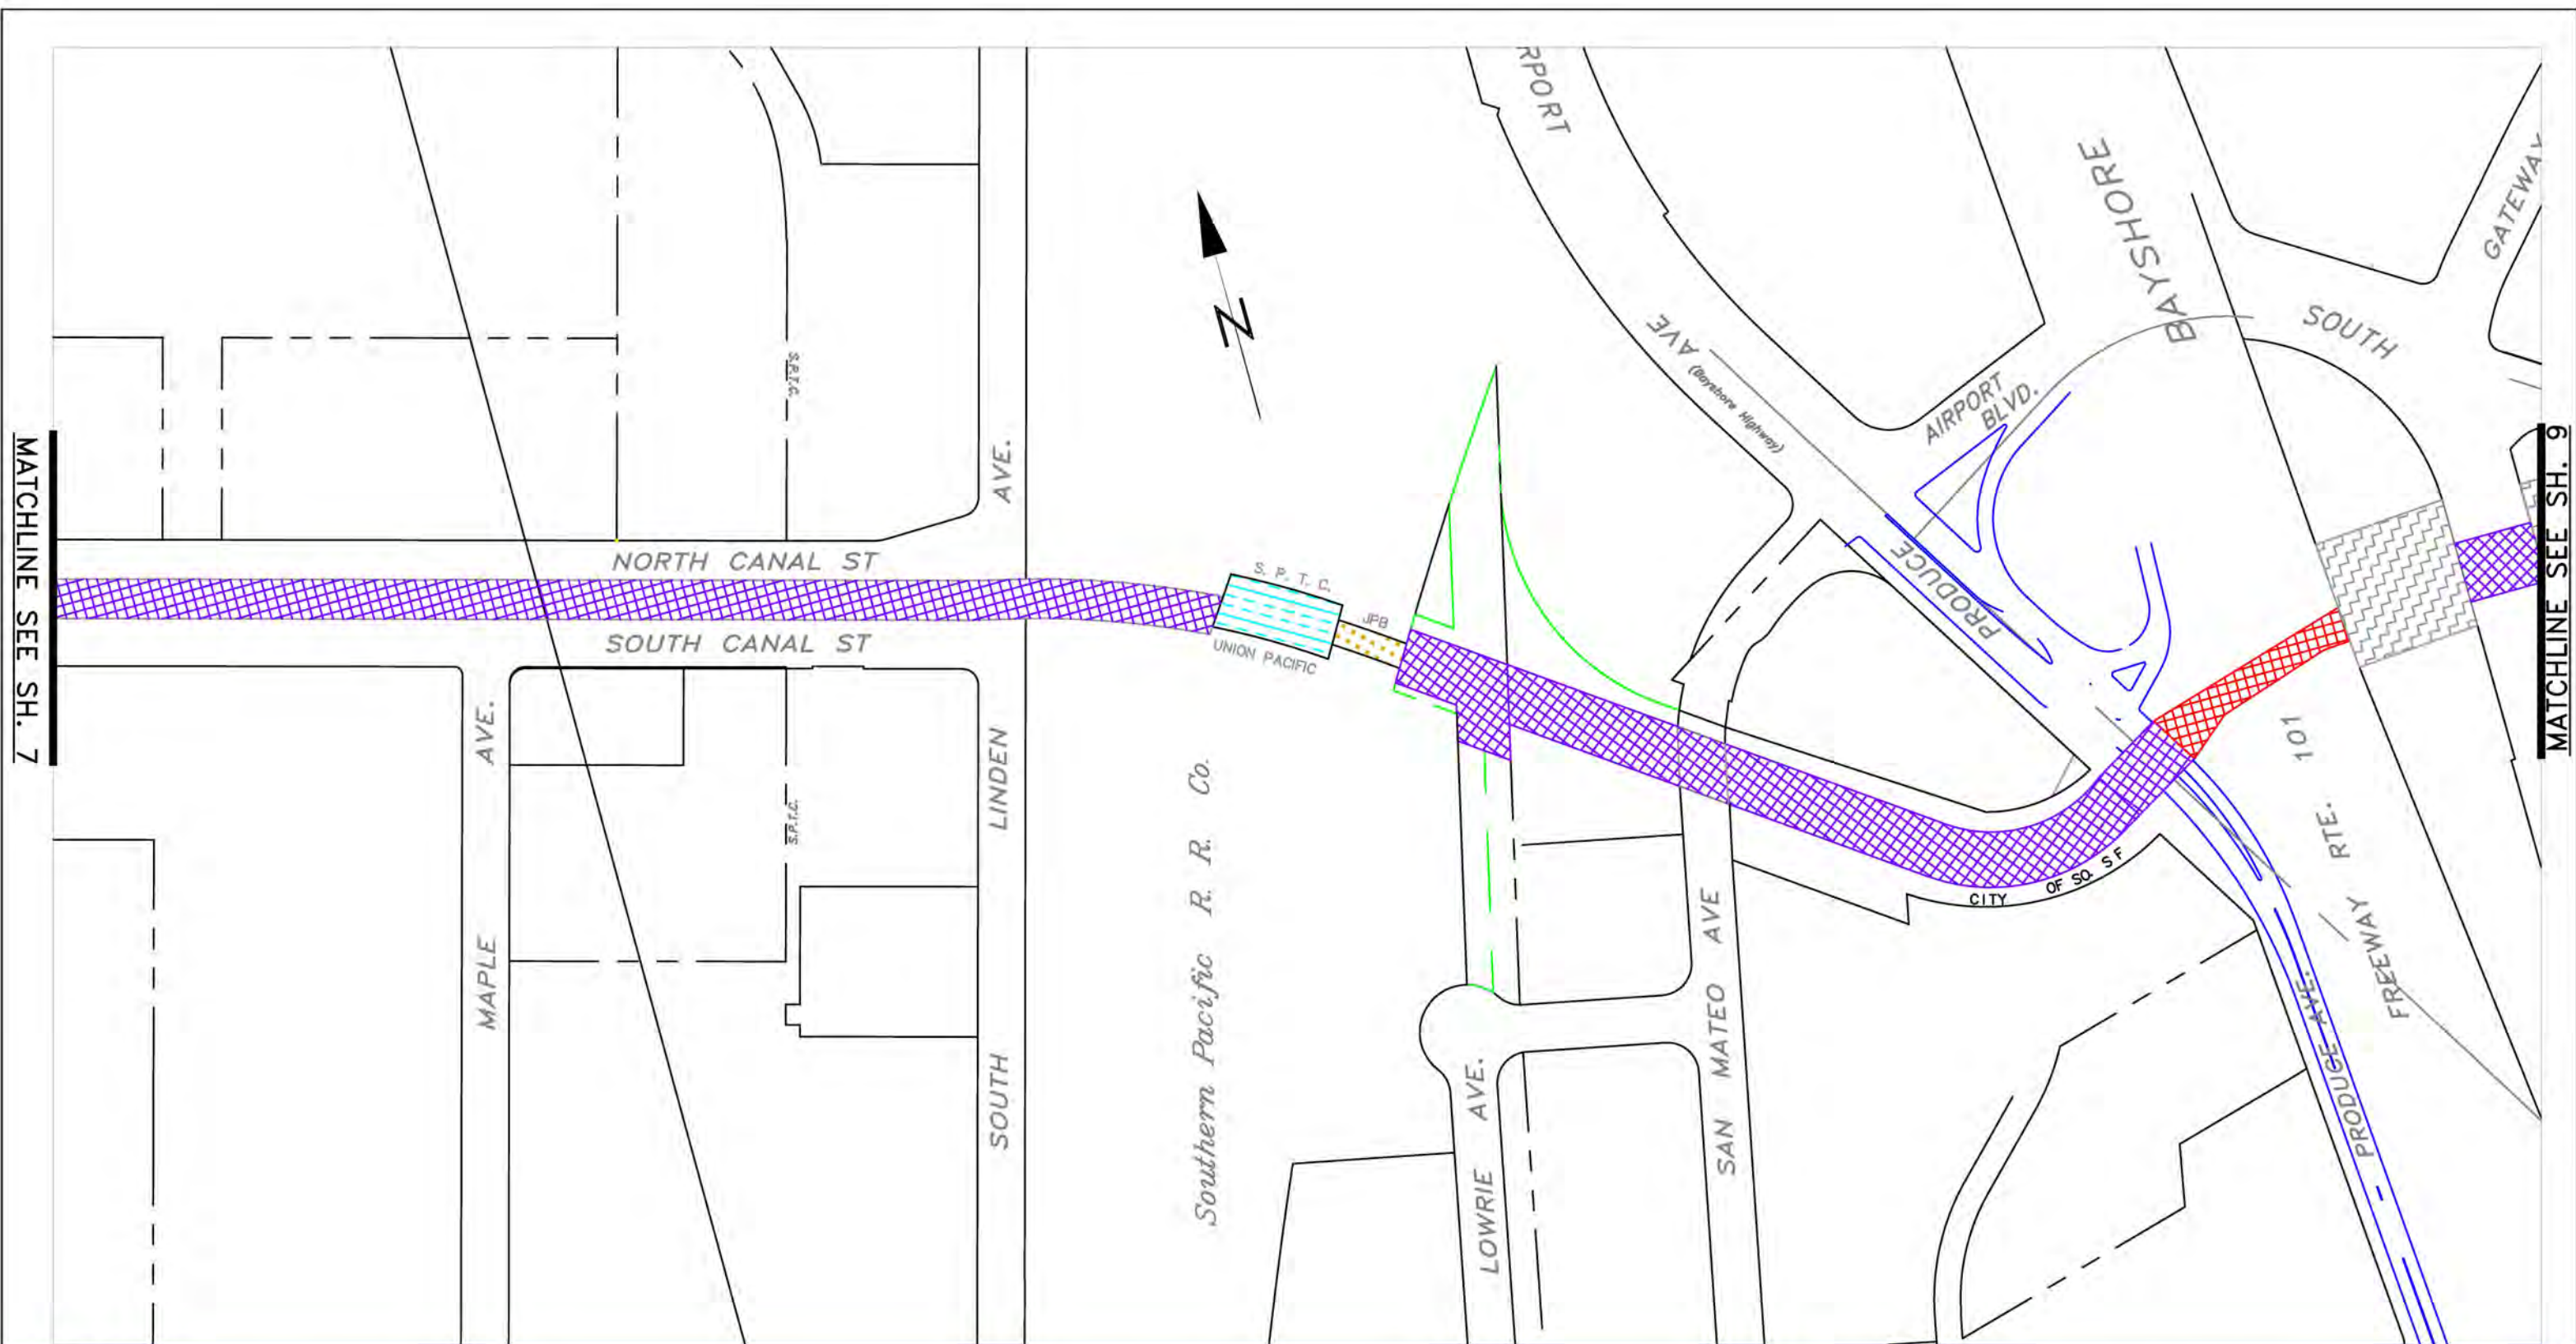 RPORT
AVE
(Bayshore Highway)
BAYSHORE
GATEWAY
SOUTH
AIRPORT
BLVD.
N
S.P.T.C.
AVE.
MATCHLINE SEE SH. 7
MATCHLINE SEE SH. 9
NORTH CANAL ST
SOUTH CANAL ST
S. P. T. C.
UNION PACIFIC
JPB
PRODUCE
PRODUCE
MAPLE AVE.
S.P.T.C.
SOUTH LINDEN
Southern Pacific R. R. Co.
LOWRIE AVE.
SAN MATEO AVE
CITY OF SO. S F
FREEWAY RTE. 101
PRODUCE AVE.